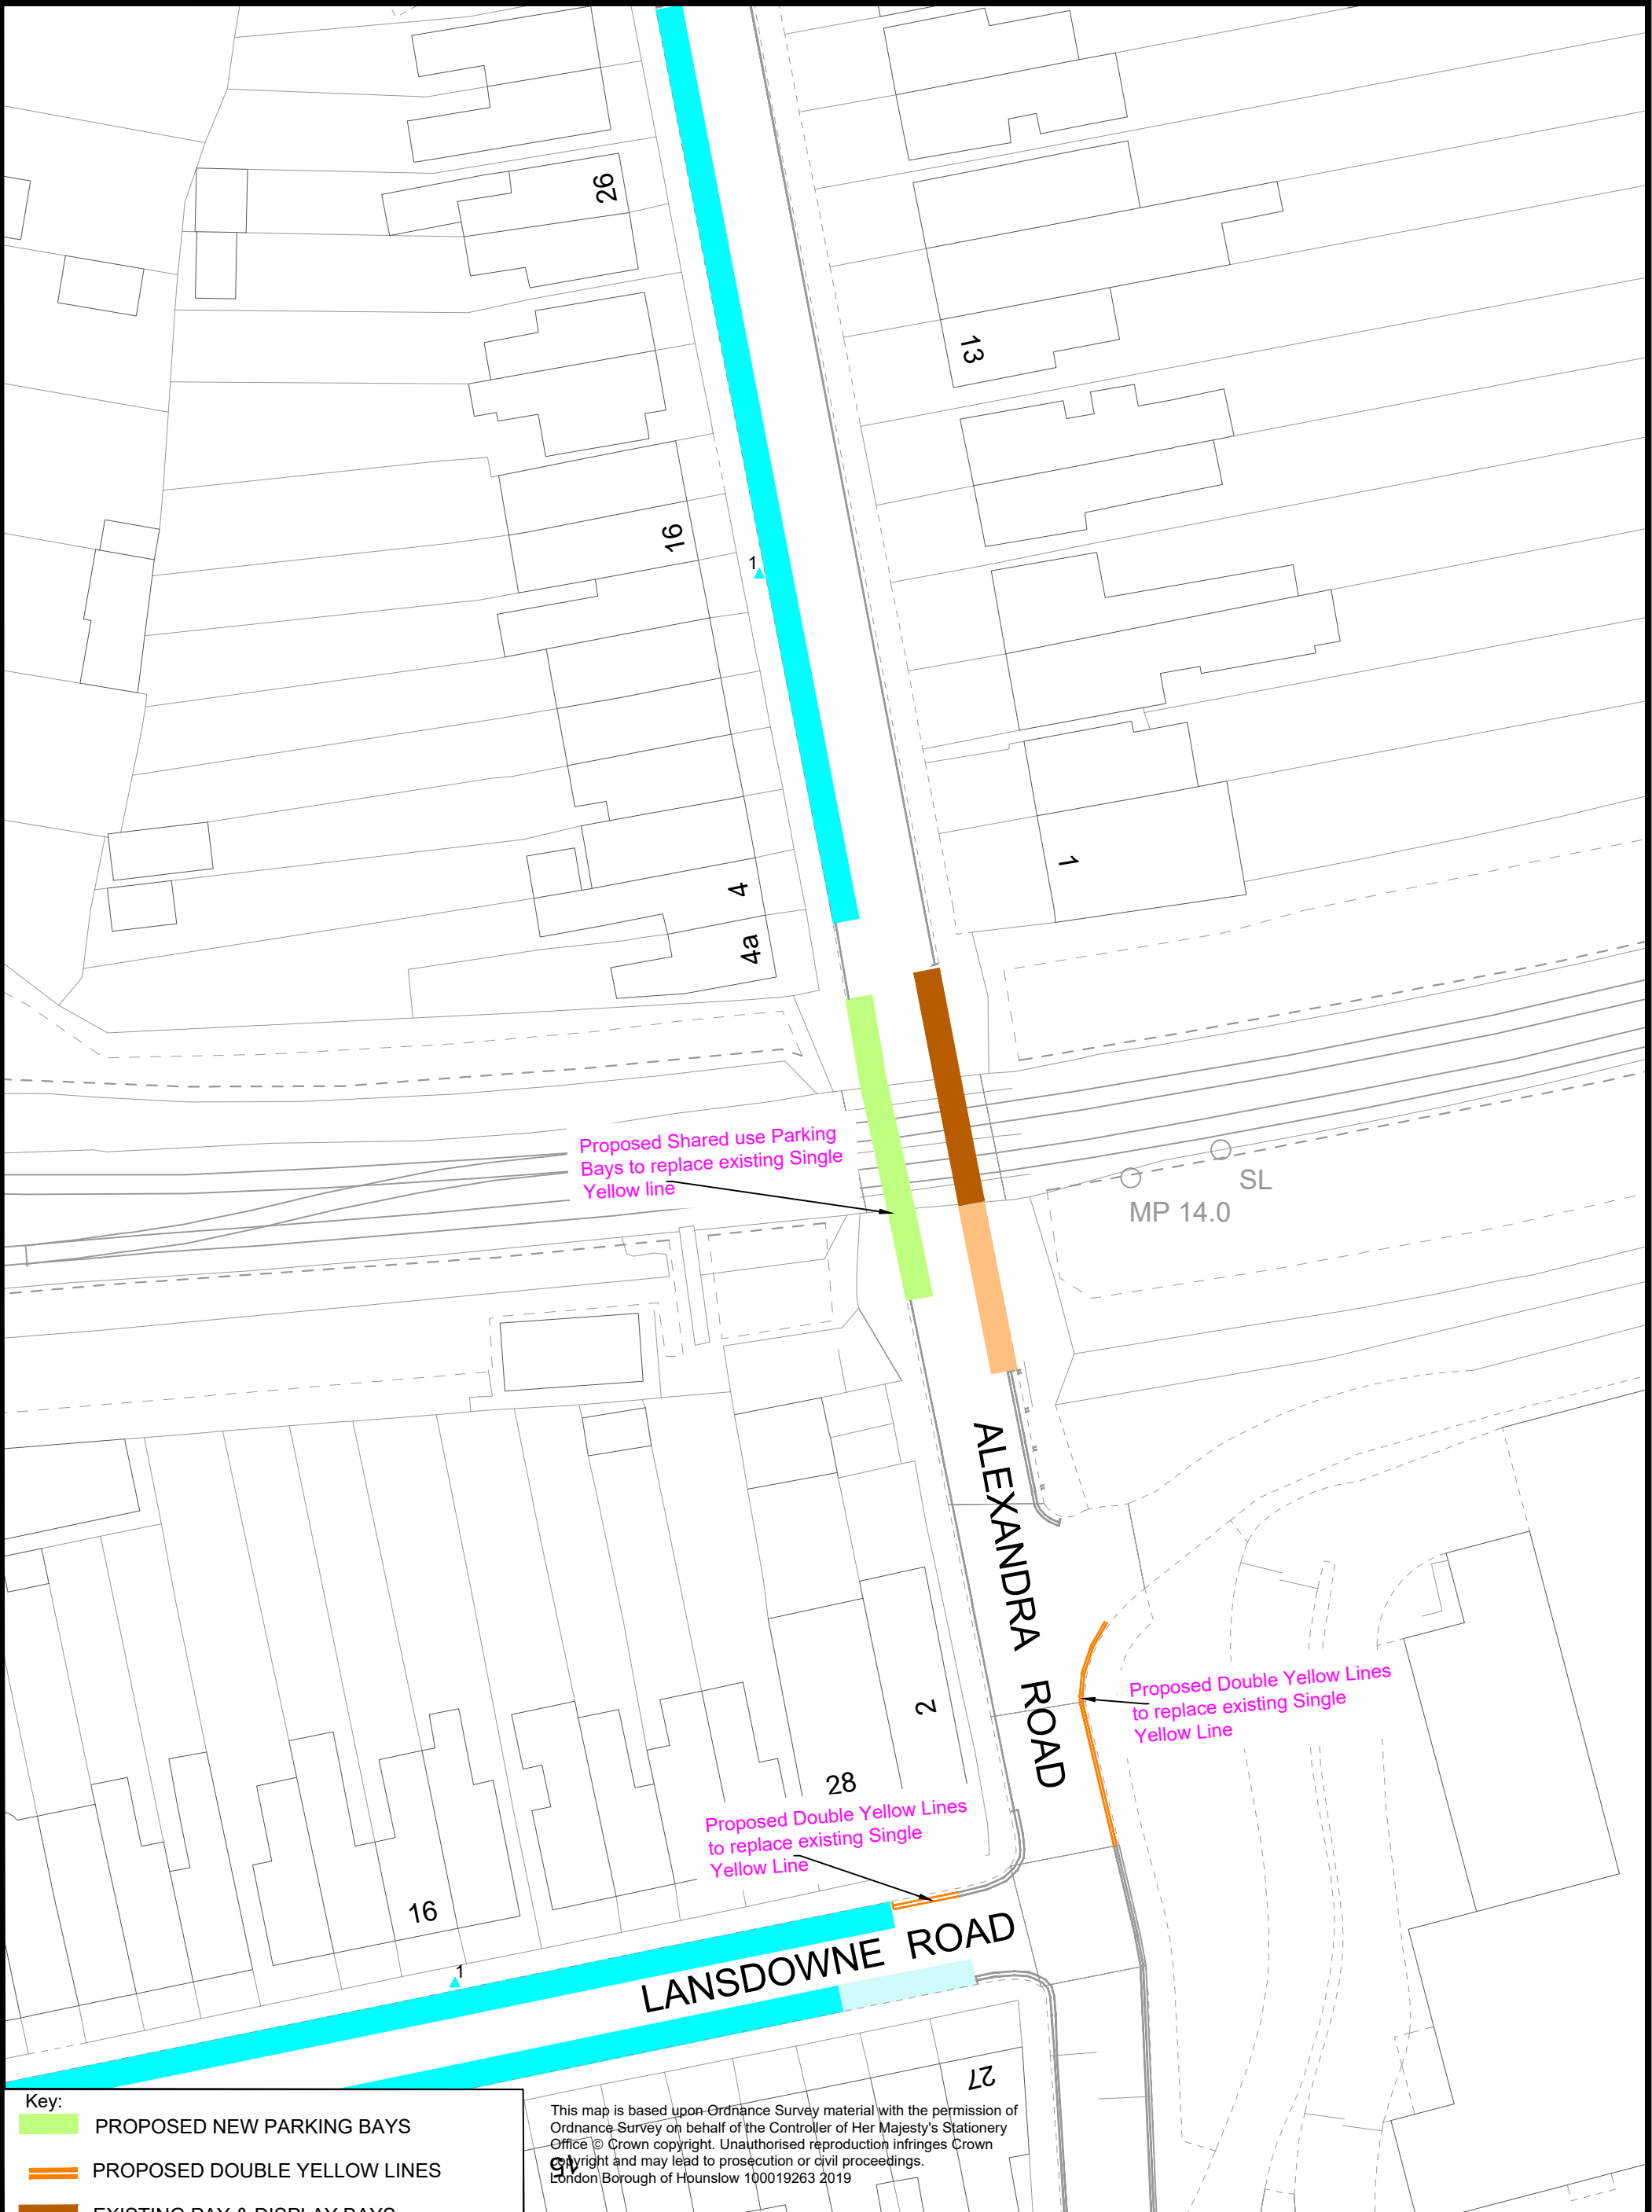 26
13
16
1
1
4
4a
Proposed Shared use Parking
Bays to replace existing Single
Yellow line
SL
MP 14.0
ALEXANDRA ROAD
2
Proposed Double Yellow Lines
to replace existing Single
Yellow Line
28
Proposed Double Yellow Lines
to replace existing Single
Yellow Line
16
LANSDOWNE ROAD
1
27
Key:
PROPOSED NEW PARKING BAYS
PROPOSED DOUBLE YELLOW LINES
EXISTING PAY & DISPLAY BAYS
This map is based upon Ordnance Survey material with the permission of
Ordnance Survey on behalf of the Controller of Her Majesty's Stationery
Office © Crown copyright. Unauthorised reproduction infringes Crown
copyright and may lead to prosecution or civil proceedings.
London Borough of Hounslow 100019263 2019